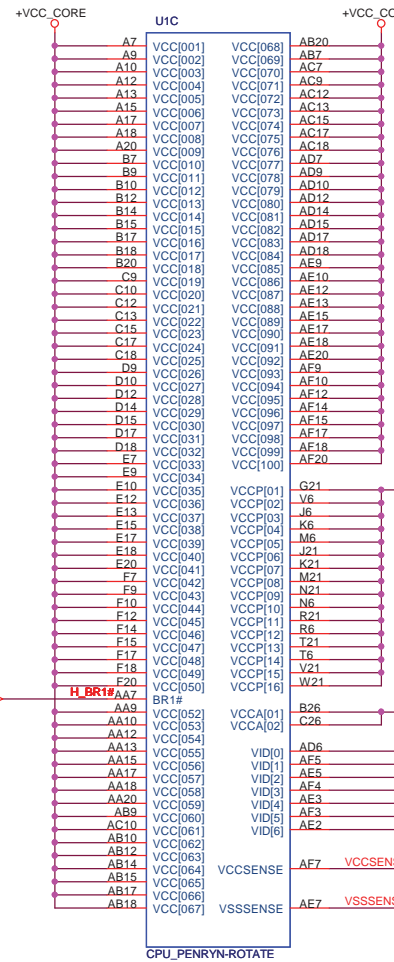 +VCC_CORE +VCC_CO
U1C
A7 VCC[001] VCC[068] AB20
A9 VCC[002] VCC[069] AB7
A10 VCC[003] VCC[070] AC7
A12 VCC[004] VCC[071] AC9
A13 VCC[005] VCC[072] AC12
A15 VCC[006] VCC[073] AC13
A17 VCC[007] VCC[074] AC15
A18 VCC[008] VCC[075] AC17
A20 VCC[009] VCC[076] AC18
B7 VCC[010] VCC[077] AD7
B9 VCC[011] VCC[078] AD9
B10 VCC[012] VCC[079] AD10
B12 VCC[013] VCC[080] AD12
B14 VCC[014] VCC[081] AD14
B15 VCC[015] VCC[082] AD15
B17 VCC[016] VCC[083] AD17
B18 VCC[017] VCC[084] AD18
B20 VCC[018] VCC[085] AE9
C9 VCC[019] VCC[086] AE10
C10 VCC[020] VCC[087] AE12
C12 VCC[021] VCC[088] AE13
C13 VCC[022] VCC[089] AE15
C15 VCC[023] VCC[090] AE17
C17 VCC[024] VCC[091] AE18
C18 VCC[025] VCC[092] AE20
D9 VCC[026] VCC[093] AF9
D10 VCC[027] VCC[094] AF10
D12 VCC[028] VCC[095] AF12
D14 VCC[029] VCC[096] AF14
D15 VCC[030] VCC[097] AF15
D17 VCC[031] VCC[098] AF17
D18 VCC[032] VCC[099] AF18
E7 VCC[033] VCC[100] AF20
E9 VCC[034]
E10 VCC[035] VCCP[01] G21
E12 VCC[036] VCCP[02] V6
E13 VCC[037] VCCP[03] J6
E15 VCC[038] VCCP[04] K6
E17 VCC[039] VCCP[05] M6
E18 VCC[040] VCCP[06] J21
E20 VCC[041] VCCP[07] K21
F7 VCC[042] VCCP[08] M21
F9 VCC[043] VCCP[09] N21
F10 VCC[044] VCCP[10] N6
F12 VCC[045] VCCP[11] R21
F14 VCC[046] VCCP[12] R6
F15 VCC[047] VCCP[13] T21
F17 VCC[048] VCCP[14] T6
F18 VCC[049] VCCP[15] V21
F20 VCC[050] VCCP[16] W21
H_BR1# AA7 BR1#
AA9 VCC[052] VCCA[01] B26
AA10 VCC[053] VCCA[02] C26
AA12 VCC[054]
AA13 VCC[055] VID[0] AD6
AA15 VCC[056] VID[1] AF5
AA17 VCC[057] VID[2] AE5
AA18 VCC[058] VID[3] AF4
AA20 VCC[059] VID[4] AE3
AB9 VCC[060] VID[5] AF3
AC10 VCC[061] VID[6] AE2
AB10 VCC[062]
AB12 VCC[063]
AB14 VCC[064] VCCSENSE AF7 VCCSEN
AB15 VCC[065]
AB17 VCC[066]
AB18 VCC[067] VSSSENSE AE7 VSSSEN
CPU_PENRYN-ROTATE